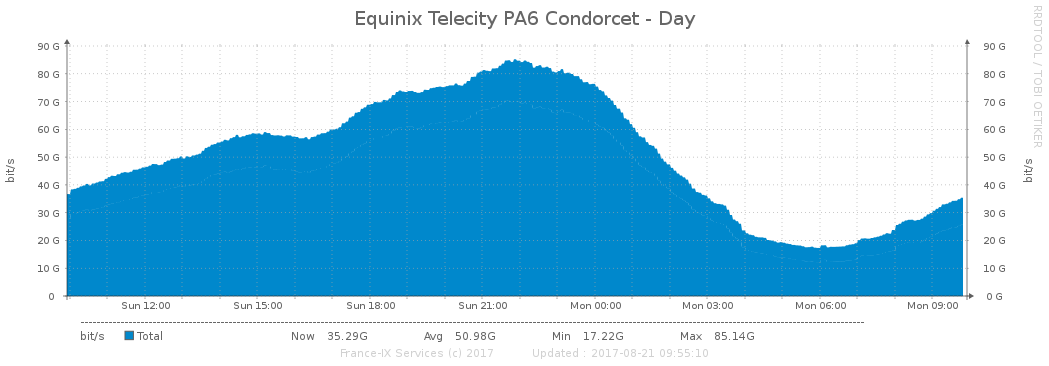 Equinix Telecity PA6 Condorcet - Day
RRDTOOL / TOBI OETIKER
90 G 90 G
80 G 80 G
70 G 70 G
60 G 60 G
50 G 50 G
40 G 40 G
30 G 30 G
20 G 20 G
10 G 10 G
0 0 G
bit/s bit/s
Sun 12:00 Sun 15:00 Sun 18:00 Sun 21:00 Mon 00:00 Mon 03:00 Mon 06:00 Mon 09:00
bit/s Total Now 35.29G Avg 50.98G Min 17.22G Max 85.14G
France-IX Services (c) 2017 Updated : 2017-08-21 09:55:10